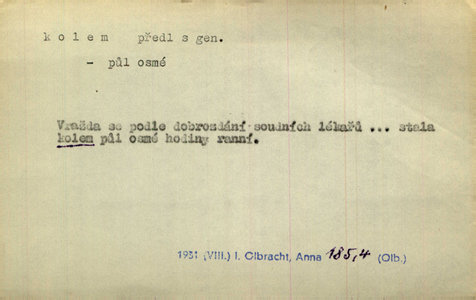 kolem předl s gen.
- půl osmé
Vražda se podle dobrozdání soudních lékařů ... stala
kolem půl osmé hodiny ranní.
1931 (VIII.) I. Olbracht, Anna 185,4 (Olb.)